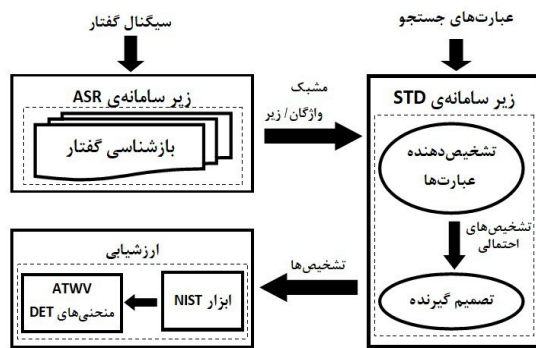 عبارت‌های جستجو
سیگنال گفتار
زیر سامانه‌ی STD
تشخیص‌دهنده
عبارت‌ها
تشخیص‌های
احتمالی
تصمیم گیرنده
زیر سامانه‌ی ASR
بازشناسی گفتار
مشبک
واژگان/ زیر
تشخیص‌ها
ارزشیابی
ابزار NIST
ATWV
منحنی‌های DET